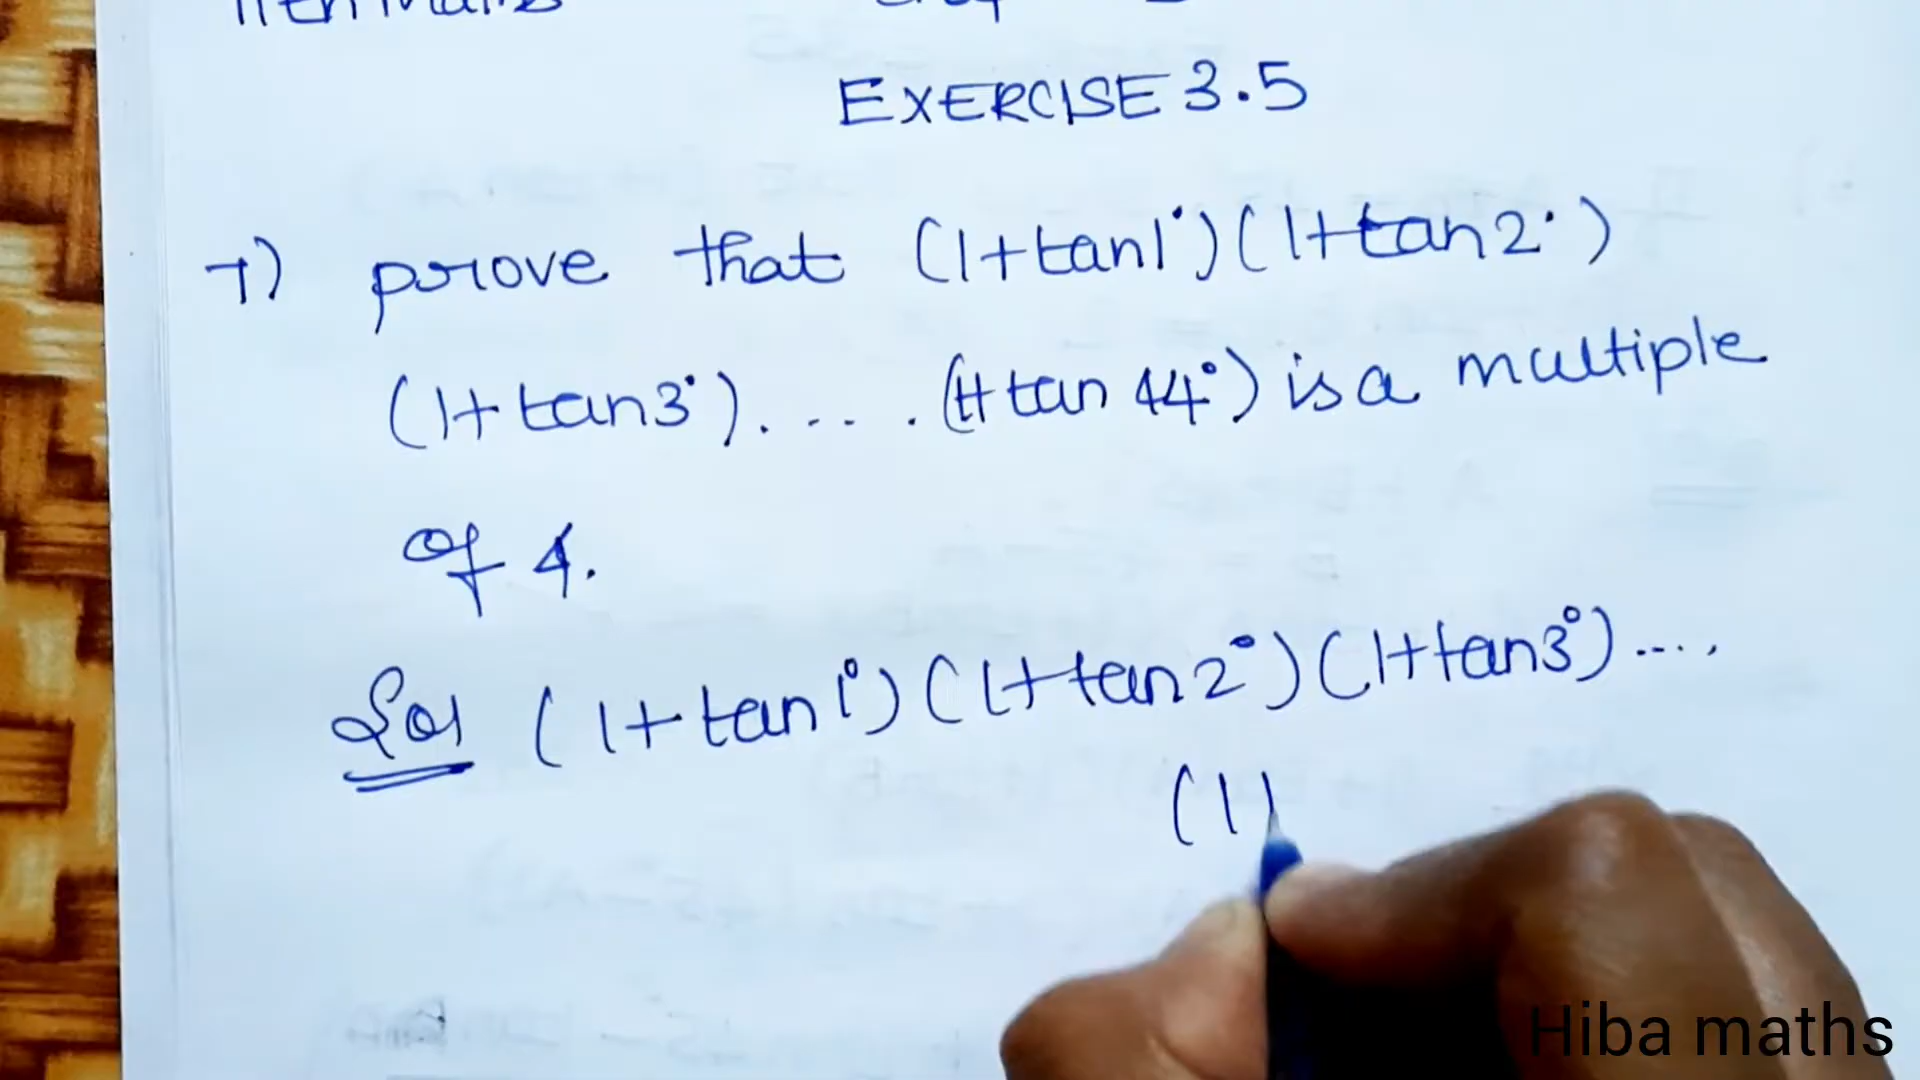 EXERCISE 3.5
7) prove that (1+tan1°)(1+tan2°)
(1+tan3°)..... (1+tan 44°) is a multiple
of 4.
Sol (1+tan1°)(1+tan2°)(1+tan3°)....
(1
Hiba maths